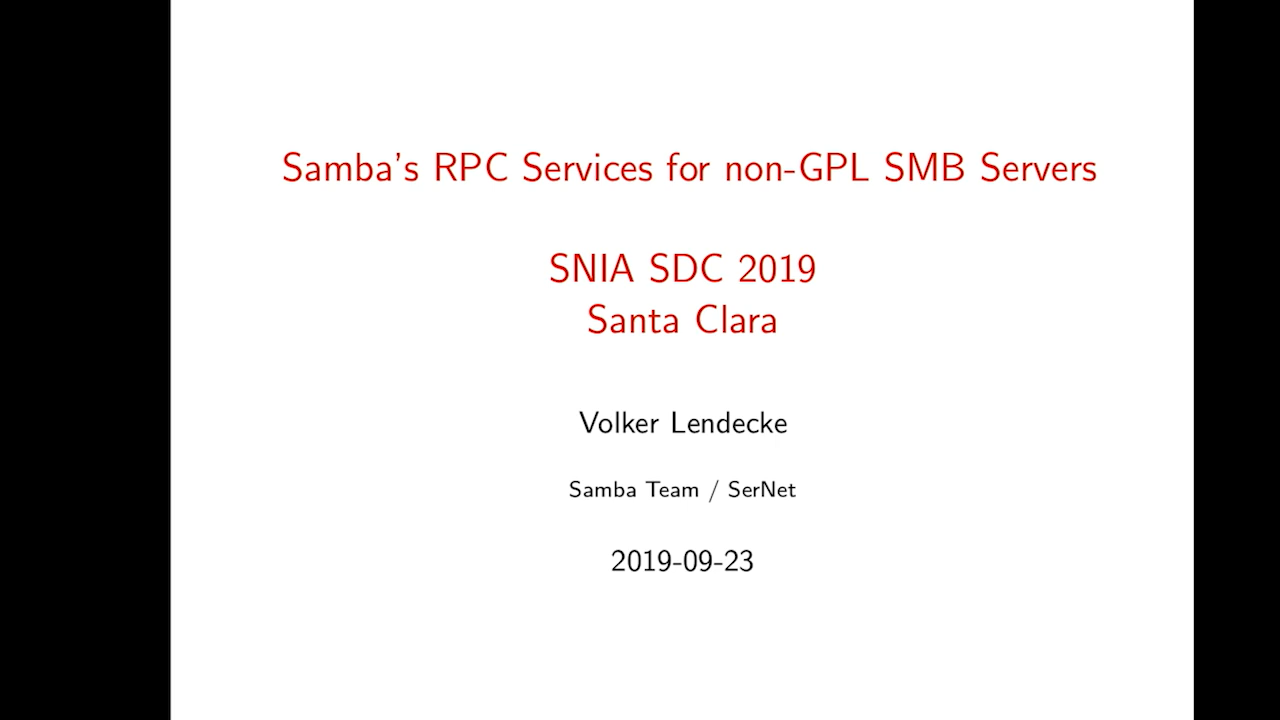 Samba's RPC Services for non-GPL SMB Servers
SNIA SDC 2019
Santa Clara
Volker Lendecke
Samba Team / SerNet
2019-09-23